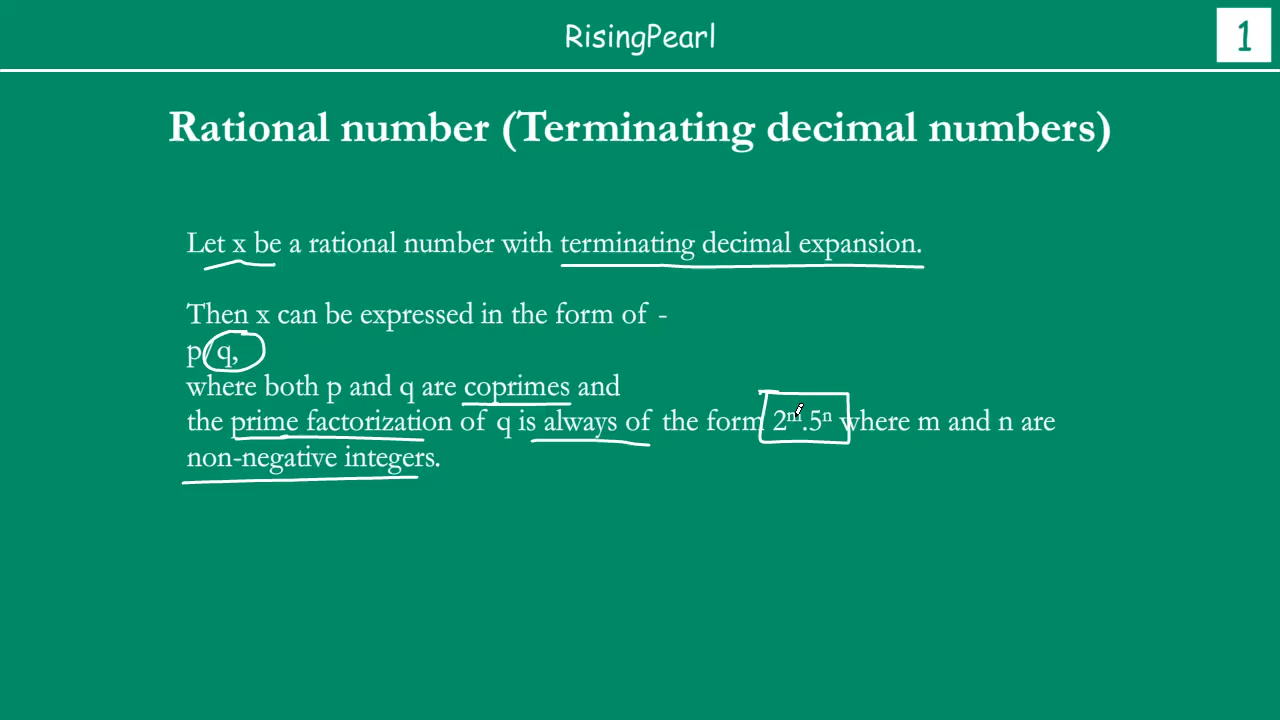 RisingPearl
1
Rational number (Terminating decimal numbers)
Let x be a rational number with terminating decimal expansion.
Then x can be expressed in the form of -
p/q,
where both p and q are coprimes and
the prime factorization of q is always of the form 2ᵐ.5ⁿ where m and n are
non-negative integers.